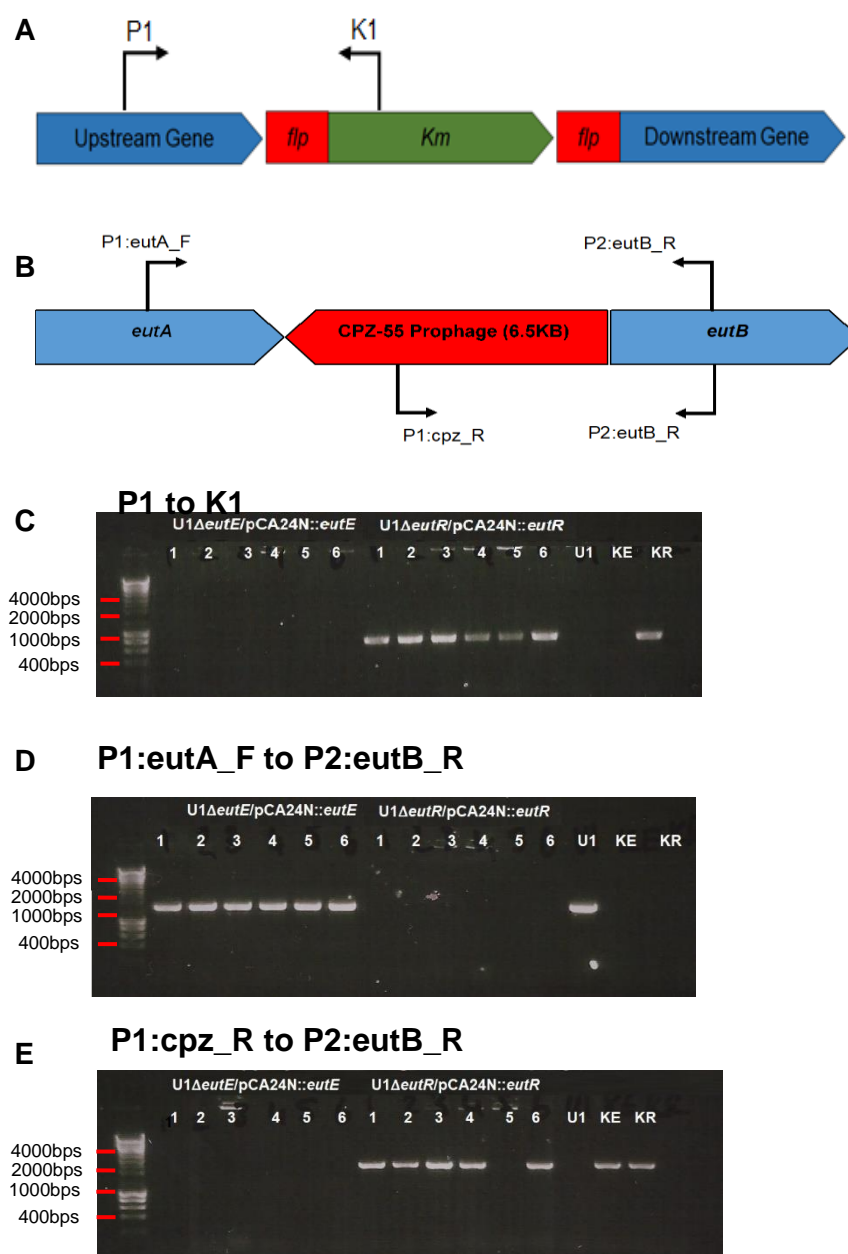 A
P1
K1
Upstream Gene
flp
Km
flp
Downstream Gene
P1:eutA_F
P2:eutB_R
B
eutA
CPZ-55 Prophage (6.5KB)
eutB
P1:cpz_R
P2:eutB_R
P1 to K1
C
U1ΔeutE/pCA24N::eutE U1ΔeutR/pCA24N::eutR
1 2 3 4 5 6 1 2 3 4 5 6 U1 KE KR
4000bps
2000bps
1000bps
400bps
D P1:eutA_F to P2:eutB_R
U1ΔeutE/pCA24N::eutE U1ΔeutR/pCA24N::eutR
1 2 3 4 5 6 1 2 3 4 5 6 U1 KE KR
4000bps
2000bps
1000bps
400bps
E P1:cpz_R to P2:eutB_R
U1ΔeutE/pCA24N::eutE U1ΔeutR/pCA24N::eutR
1 2 3 4 5 6 1 2 3 4 5 6 U1 KE KR
4000bps
2000bps
1000bps
400bps